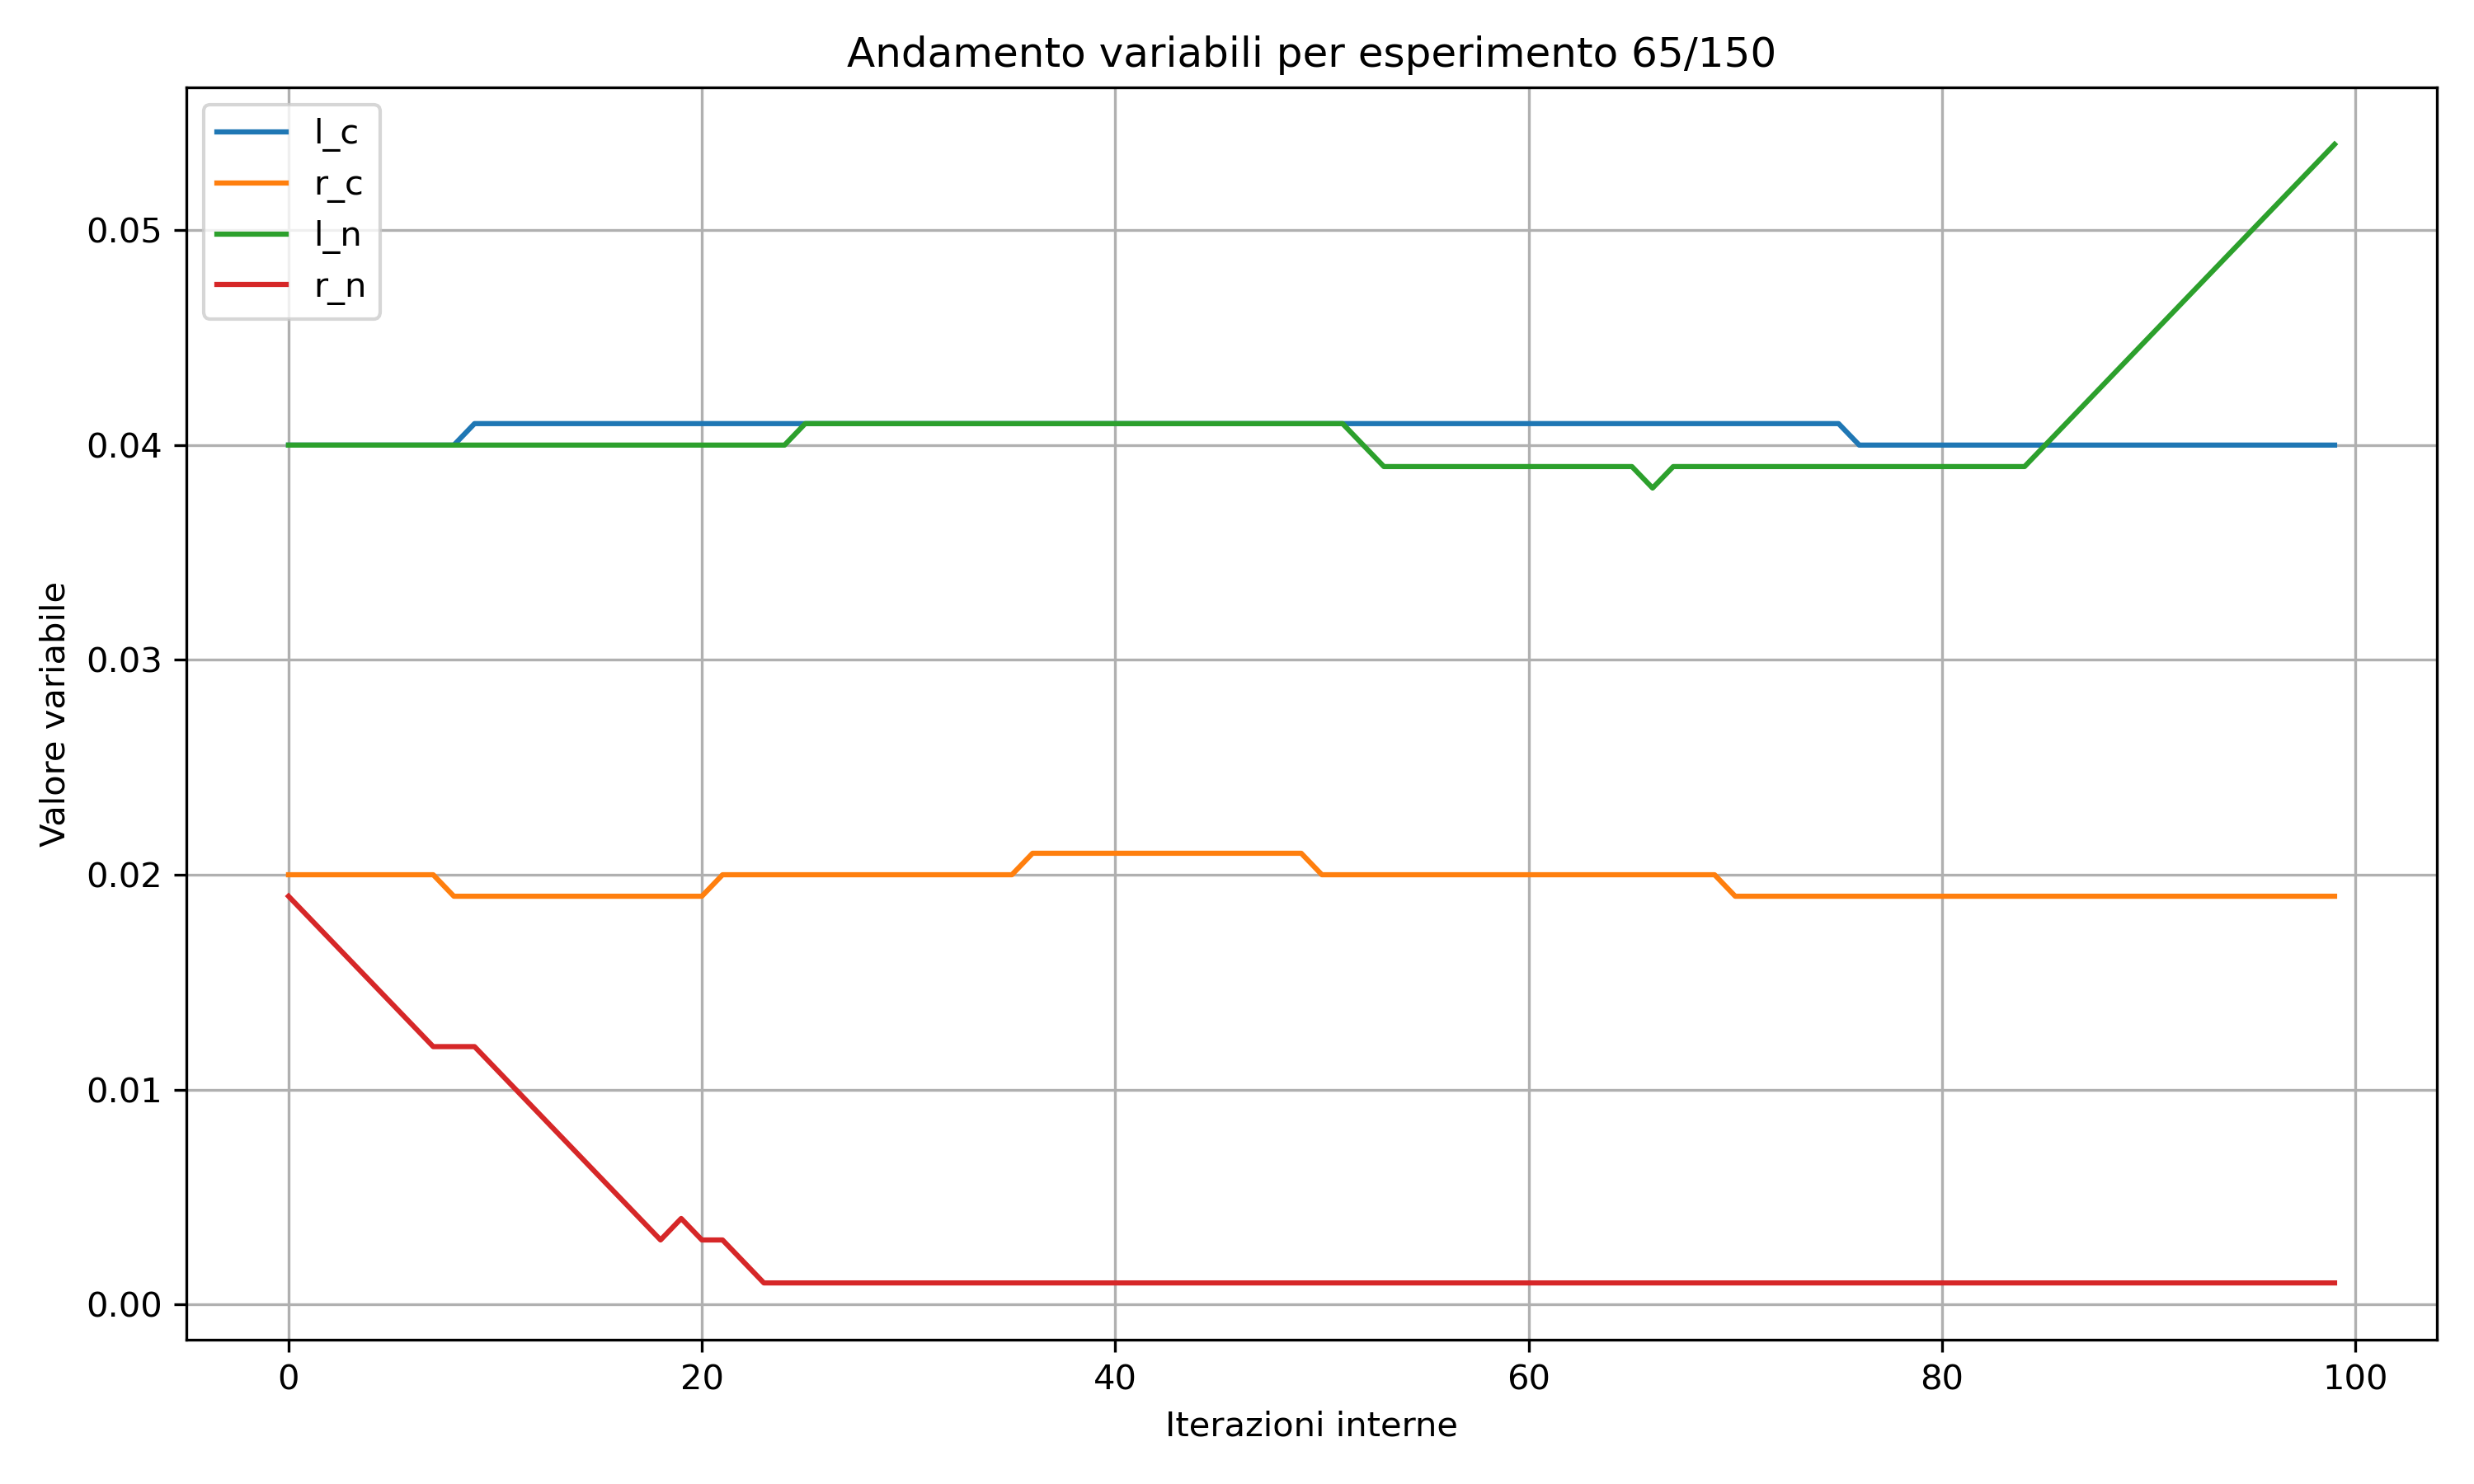 Andamento variabili per esperimento 65/150
l_c
r_c
l_n
r_n
0.05
0.04
0.03
0.02
0.01
0.00
Valore variabile
0 20 40 60 80 100
Iterazioni interne